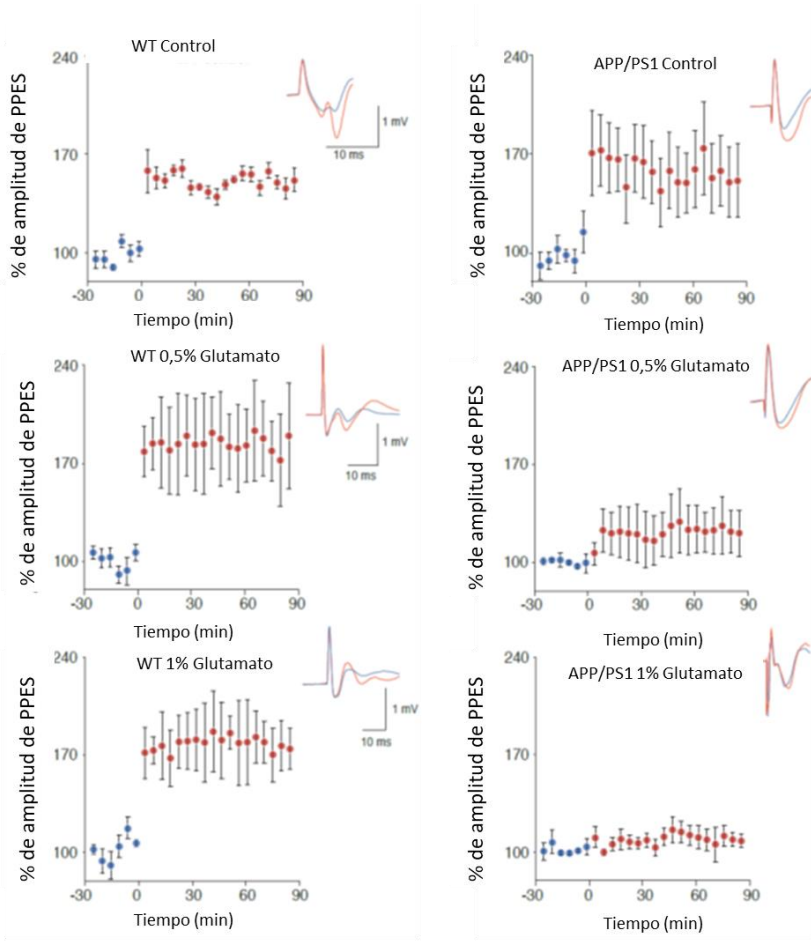 WT Control
240
170
100
-30 0 30 60 90
% de amplitud de PPES
Tiempo (min)
1 mV
10 ms
APP/PS1 Control
240
170
100
-30 0 30 60 90
% de amplitud de PPES
Tiempo (min)
WT 0,5% Glutamato
240
170
100
-30 0 30 60 90
% de amplitud de PPES
Tiempo (min)
1 mV
10 ms
APP/PS1 0,5% Glutamato
240
170
100
-30 0 30 60 90
% de amplitud de PPES
Tiempo (min)
WT 1% Glutamato
240
170
100
-30 0 30 60 90
% de amplitud de PPES
Tiempo (min)
1 mV
10 ms
APP/PS1 1% Glutamato
240
170
100
-30 0 30 60 90
% de amplitud de PPES
Tiempo (min)